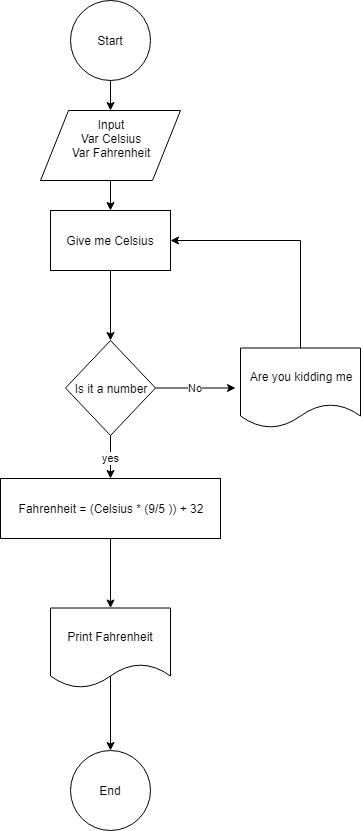 Start
Input
Var Celsius
Var Fahrenheit
Give me Celsius
Is it a number
No
Are you kidding me
yes
Fahrenheit = (Celsius * (9/5 )) + 32
Print Fahrenheit
End